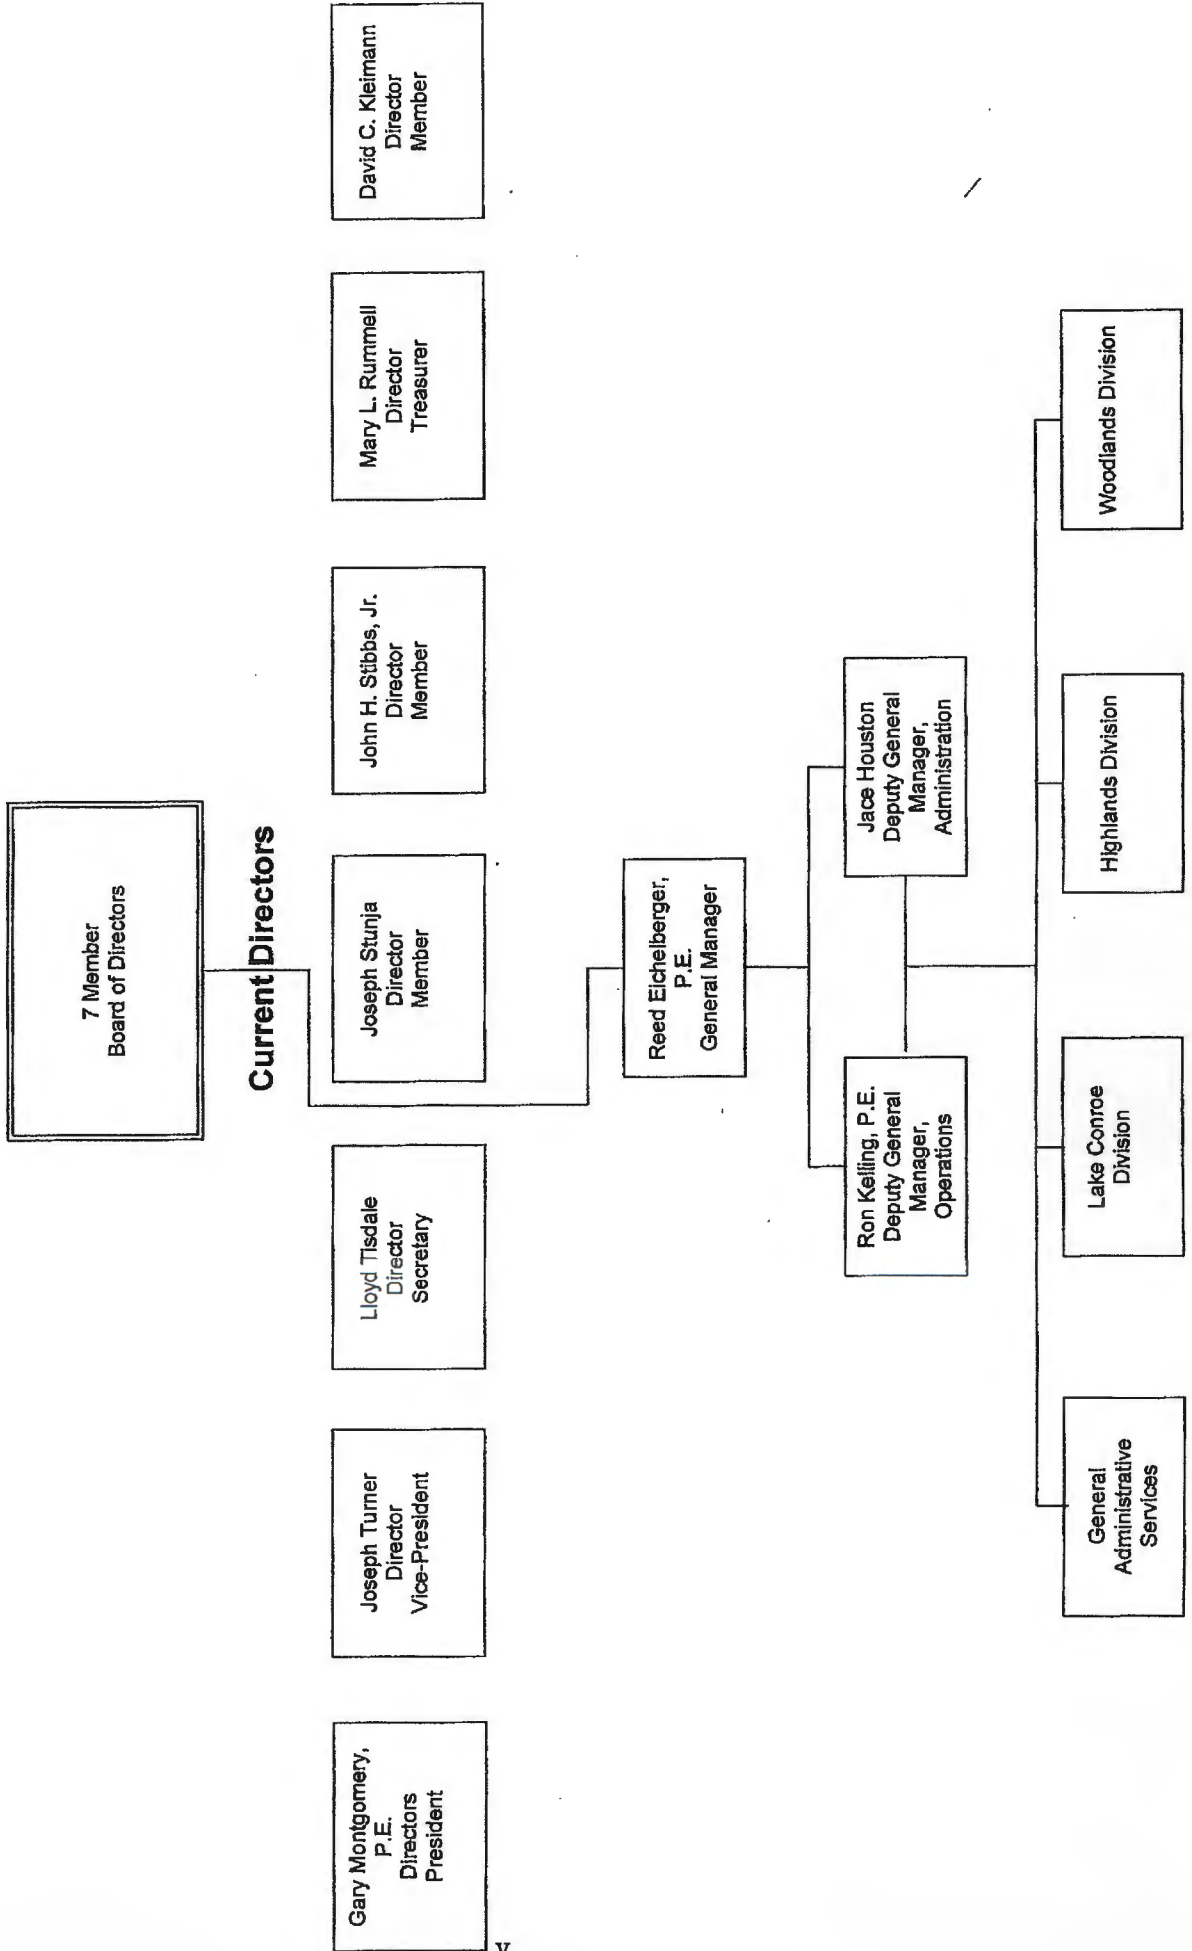 7 Member
Board of Directors
Current Directors
Gary Montgomery,
P.E.
Directors
President
Joseph Turner
Director
Vice-President
Lloyd Tisdale
Director
Secretary
Joseph Stunja
Director
Member
John H. Stibbs, Jr.
Director
Member
Mary L. Rummell
Director
Treasurer
David C. Kleimann
Director
Member
Reed Eichelberger,
P.E.
General Manager
Ron Kelling, P.E.
Deputy General
Manager,
Operations
Jace Houston
Deputy General
Manager,
Administration
General
Administrative
Services
Lake Conroe
Division
Highlands Division
Woodlands Division
v